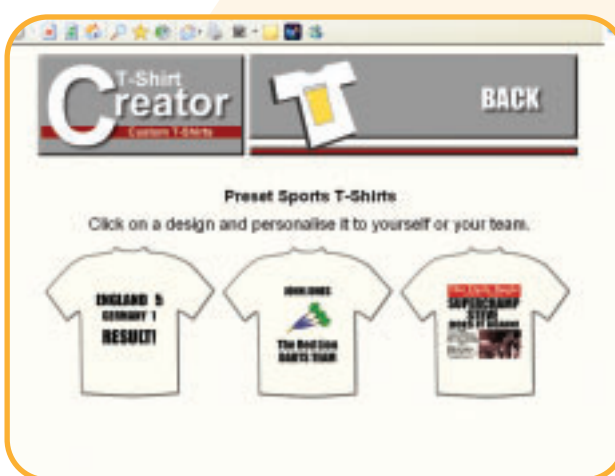 T-Shirt
Creator
Custom T-Shirts
BACK
Preset Sports T-Shirts
Click on a design and personalise it to yourself or your team.
ENGLAND 5
GERMANY 1
RESULT!
JOHN JONES
The Red Lion
DARTS TEAM
SUPERCHAMP
STEVE